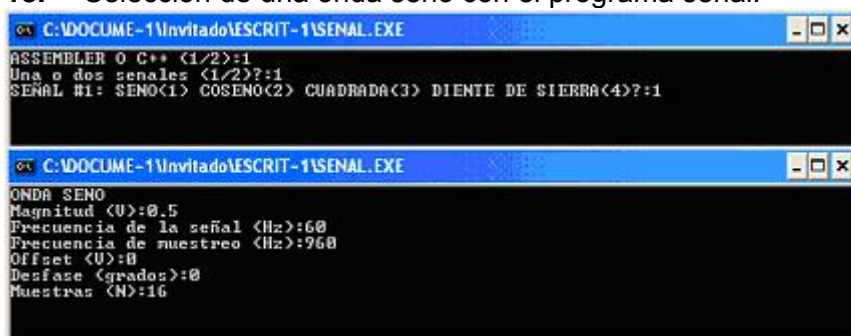 Selección de una onda seno con el programa señal.
C:\DOCUME~1\Invitado\ESCRIT~1\SENAL.EXE
ASSEMBLER O C++ (1/2):1
Una o dos senales (1/2)?:1
SEÑAL #1: SENO(1) COSENO(2) CUADRADA(3) DIENTE DE SIERRA(4)?:1
C:\DOCUME~1\Invitado\ESCRIT~1\SENAL.EXE
ONDA SENO
Magnitud (V):0.5
Frecuencia de la señal (Hz):60
Frecuencia de muestreo (Hz):960
Offset (V):0
Desfase (grados):0
Muestras (N):16